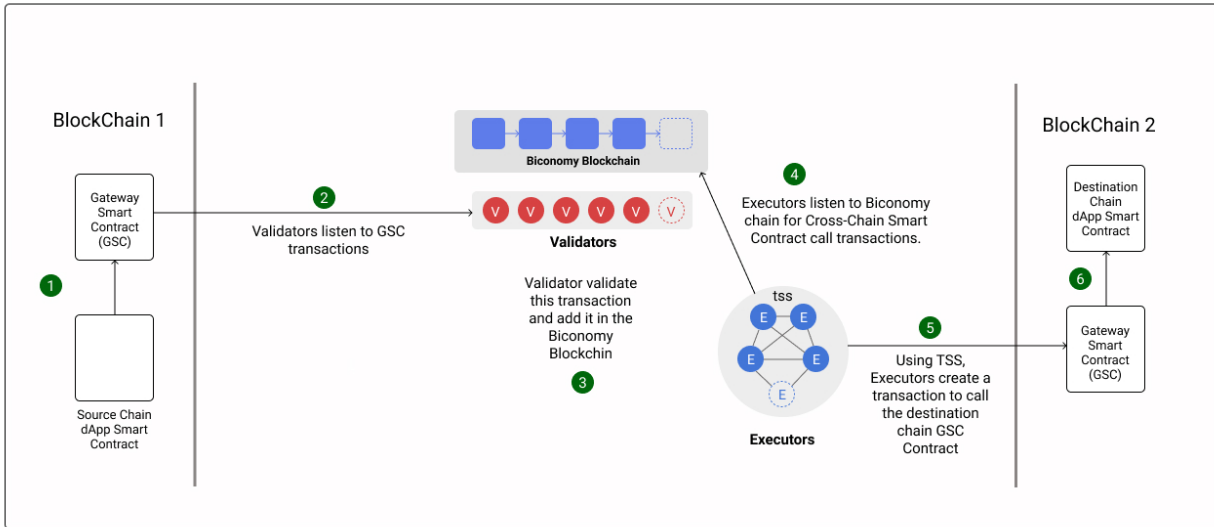 BlockChain 1
Gateway
Smart
Contract
(GSC)
1
Source Chain
dApp Smart
Contract
2
Validators listen to GSC
transactions
Biconomy Blockchain
V V V V V V
Validators
Validator validate
this transaction
and add it in the
Biconomy
Blockchin
3
4
Executors listen to Biconomy
chain for Cross-Chain Smart
Contract call transactions.
tss
E E
E E
E
Executors
5
Using TSS,
Executors create a
transaction to call
the destination
chain GSC
Contract
BlockChain 2
Destination
Chain
dApp Smart
Contract
6
Gateway
Smart
Contract
(GSC)